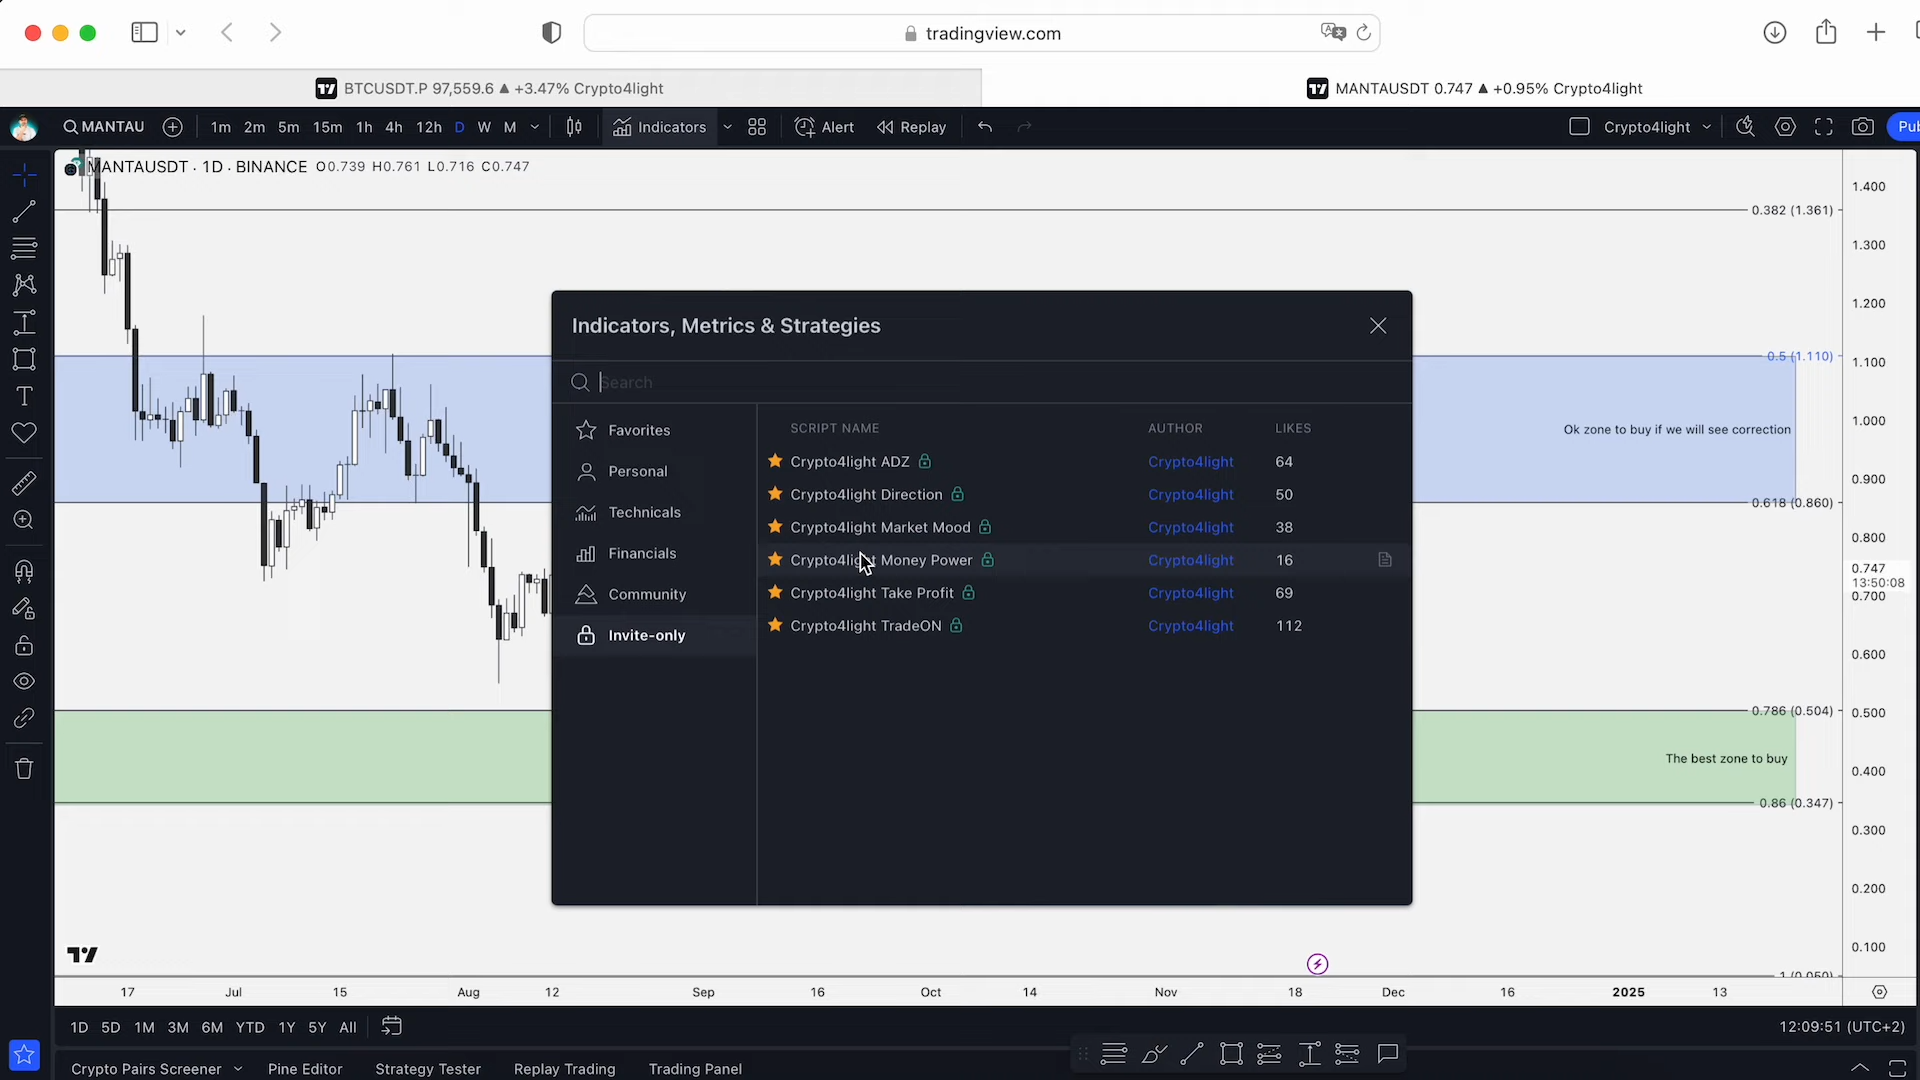 tradingview.com
BTCUSDT.P 97,559.6 ▲ +3.47% Crypto4light
MANTAUSDT 0.747 ▲ +0.95% Crypto4light
MANTAU
1m 2m 5m 15m 1h 4h 12h D W M
Indicators
Alert
Replay
Crypto4light
Pub
MANTAUSDT · 1D · BINANCE O0.739 H0.761 L0.716 C0.747
1.400
0.382 (1.361)
1.300
1.200
Indicators, Metrics & Strategies
0.5 (1.110)
1.100
Search
Favorites
Personal
Technicals
Financials
Community
Invite-only
SCRIPT NAME AUTHOR LIKES
Crypto4light ADZ Crypto4light 64
Crypto4light Direction Crypto4light 50
Crypto4light Market Mood Crypto4light 38
Crypto4light Money Power Crypto4light 16
Crypto4light Take Profit Crypto4light 69
Crypto4light TradeON Crypto4light 112
1.000
Ok zone to buy if we will see correction
0.900
0.618 (0.860)
0.800
0.747
13:50:08
0.700
0.600
0.786 (0.504)
0.500
The best zone to buy
0.400
0.86 (0.347)
0.300
0.200
0.100
1 (0.050)
17 Jul 15 Aug 12 Sep 16 Oct 14 Nov 18 Dec 16 2025 13
1D 5D 1M 3M 6M YTD 1Y 5Y All
12:09:51 (UTC+2)
Crypto Pairs Screener
Pine Editor
Strategy Tester
Replay Trading
Trading Panel